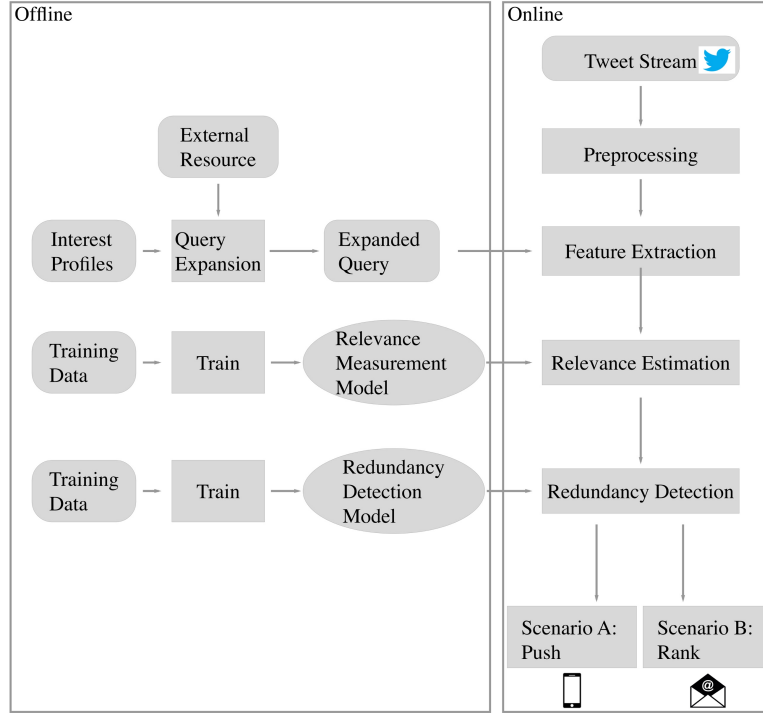 Offline
External
Resource
Interest
Profiles
Query
Expansion
Expanded
Query
Training
Data
Train
Relevance
Measurement
Model
Training
Data
Train
Redundancy
Detection
Model
Online
Tweet Stream
Preprocessing
Feature Extraction
Relevance Estimation
Redundancy Detection
Scenario A:
Push
Scenario B:
Rank
@